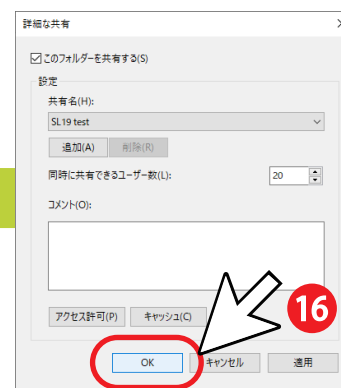 詳細な共有
このフォルダーを共有する(S)
設定
共有名(H):
SL19 test
追加(A) 削除(R)
同時に共有できるユーザー数(L): 20
コメント(O):
アクセス許可(P) キャッシュ(C)
16
OK キャンセル 適用